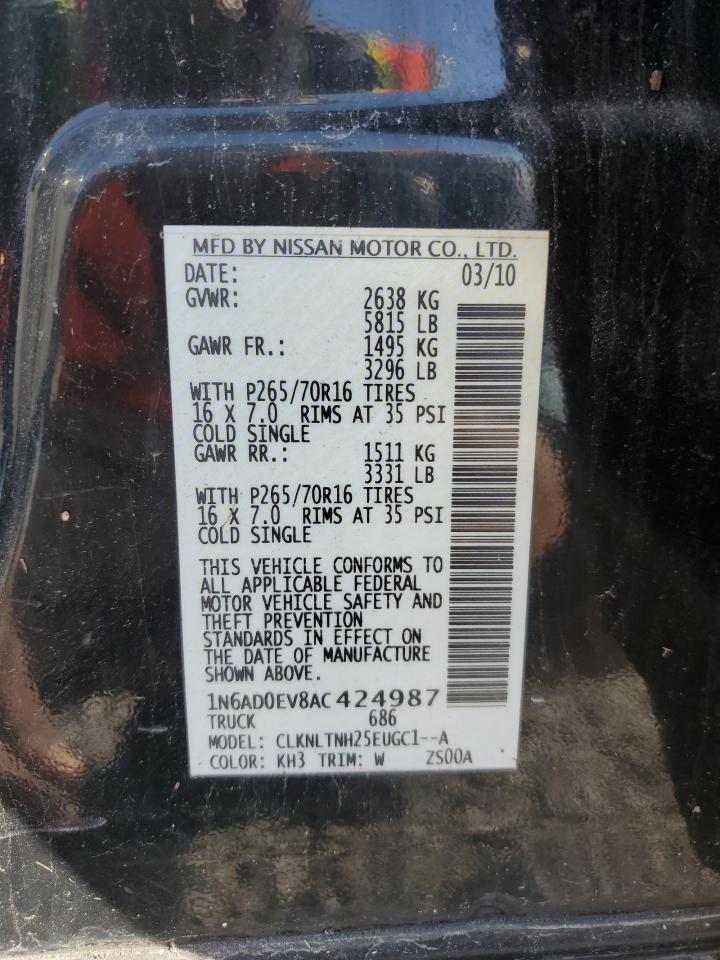 MFD BY NISSAN MOTOR CO., LTD.
DATE: 03/10
GVWR: 2638 KG
5815 LB
GAWR FR.: 1495 KG
3296 LB
WITH P265/70R16 TIRES
16 X 7.0 RIMS AT 35 PSI
COLD SINGLE
GAWR RR.: 1511 KG
3331 LB
WITH P265/70R16 TIRES
16 X 7.0 RIMS AT 35 PSI
COLD SINGLE
THIS VEHICLE CONFORMS TO
ALL APPLICABLE FEDERAL
MOTOR VEHICLE SAFETY AND
THEFT PREVENTION
STANDARDS IN EFFECT ON
THE DATE OF MANUFACTURE
SHOWN ABOVE.
1N6AD0EV8AC424987
TRUCK 686
MODEL: CLKNLTNH25EUGC1--A
COLOR: KH3 TRIM: W ZS00A